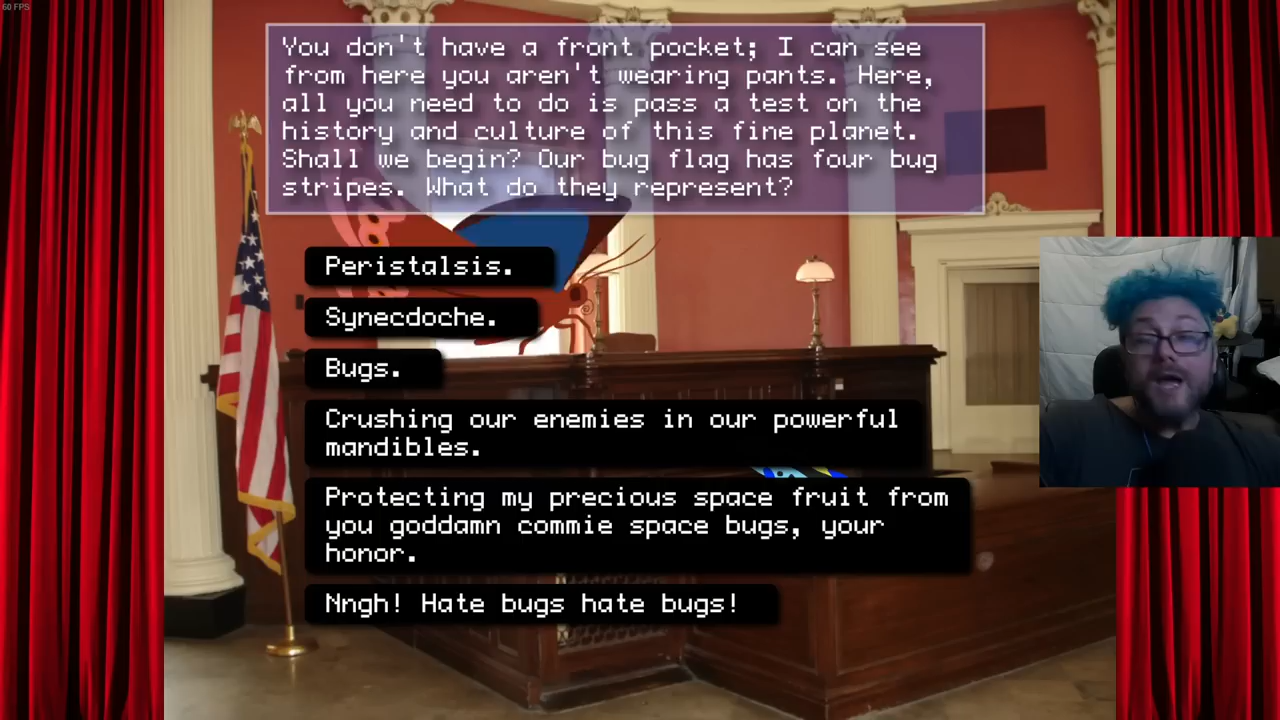 60 FPS
You don't have a front pocket; I can see
from here you aren't wearing pants. Here,
all you need to do is pass a test on the
history and culture of this fine planet.
Shall we begin? Our bug flag has four bug
stripes. What do they represent?
Peristalsis.
Synecdoche.
Bugs.
Crushing our enemies in our powerful
mandibles.
Protecting my precious space fruit from
you goddamn commie space bugs, your
honor.
Nngh! Hate bugs hate bugs!